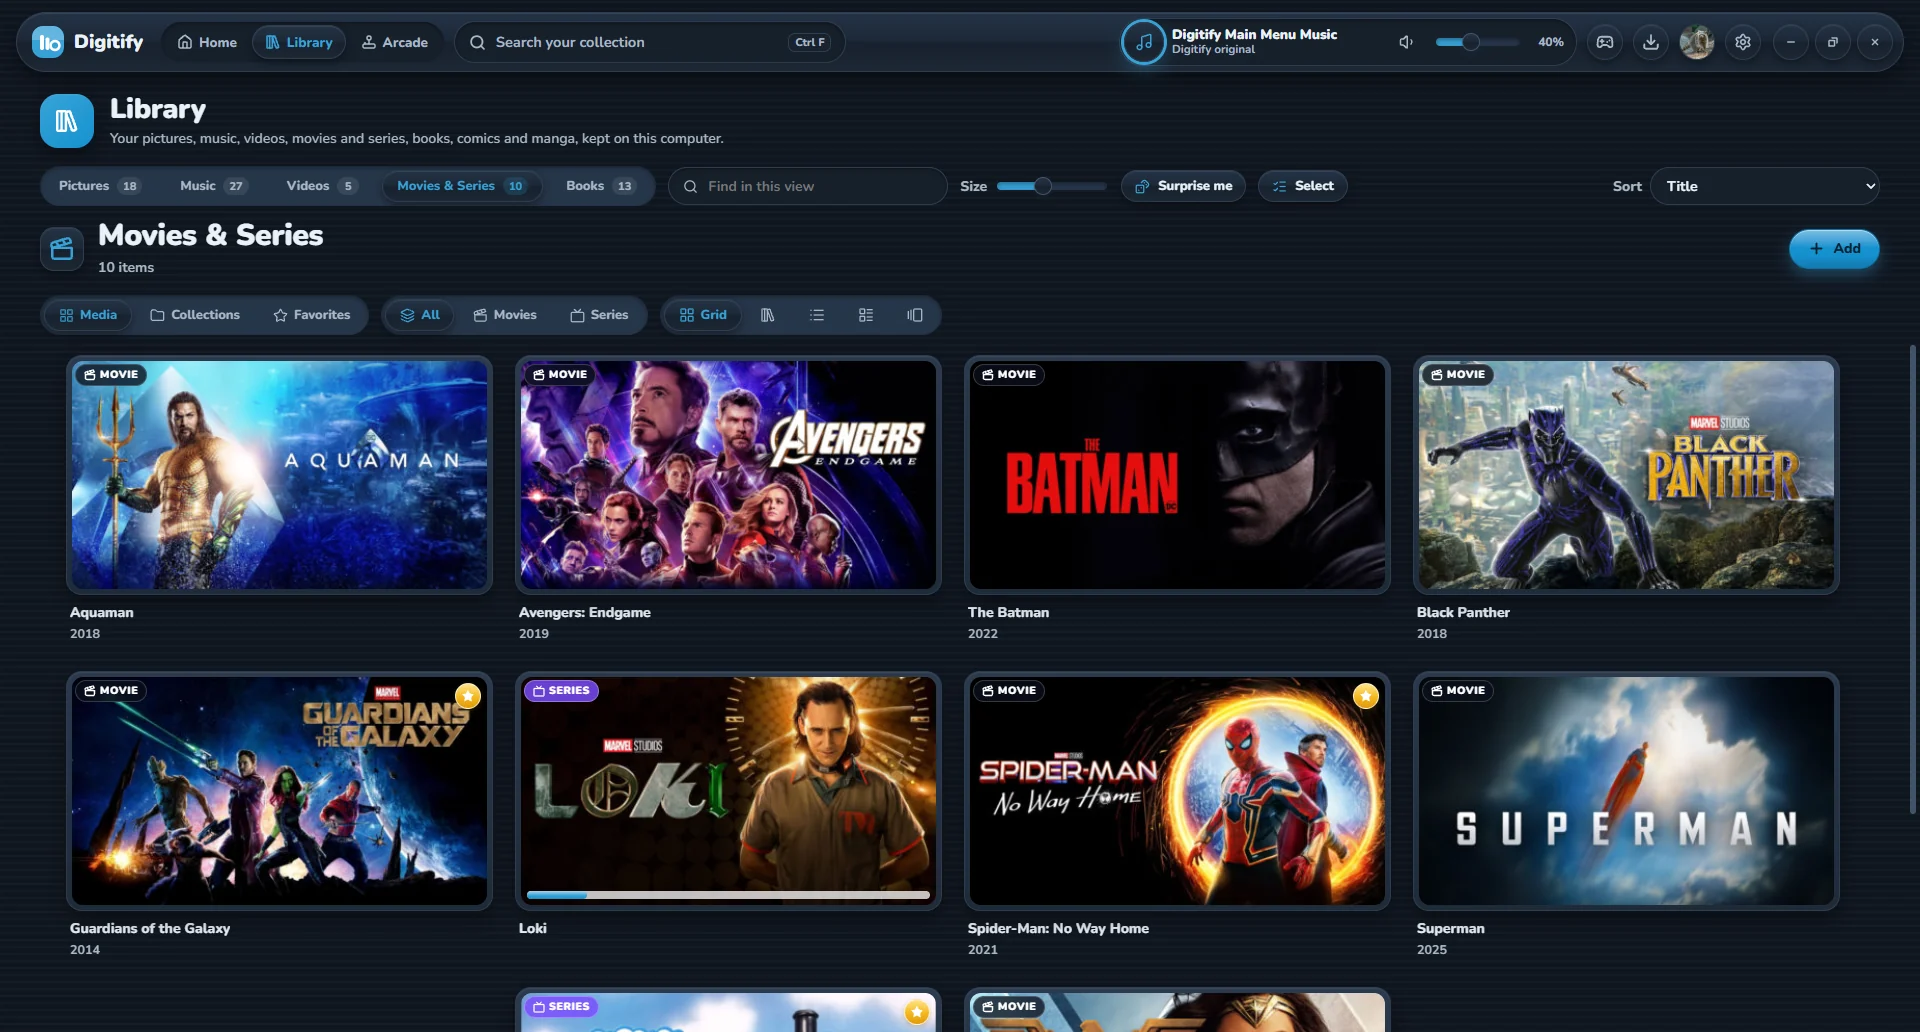 Digitify
Home
Library
Arcade
Search your collection
Ctrl F
Digitify Main Menu Music
Digitify original
40%
Library
Your pictures, music, videos, movies and series, books, comics and manga, kept on this computer.
Pictures 18
Music 27
Videos 5
Movies & Series 10
Books 13
Find in this view
Size
Surprise me
Select
Sort
Title
Movies & Series
10 items
Add
Media
Collections
Favorites
All
Movies
Series
Grid
MOVIE
AQUAMAN
Aquaman
2018
MOVIE
AVENGERS
ENDGAME
Avengers: Endgame
2019
MOVIE
THE
BATMAN
DC
The Batman
2022
MOVIE
MARVEL STUDIOS
BLACK
PANTHER
Black Panther
2018
MOVIE
MARVEL
GUARDIANS
OF THE
GALAXY
Guardians of the Galaxy
2014
SERIES
MARVEL STUDIOS
LOKI
Loki
MOVIE
SPIDER-MAN
No Way Home
Spider-Man: No Way Home
2021
MOVIE
SUPERMAN
Superman
2025
SERIES
MOVIE